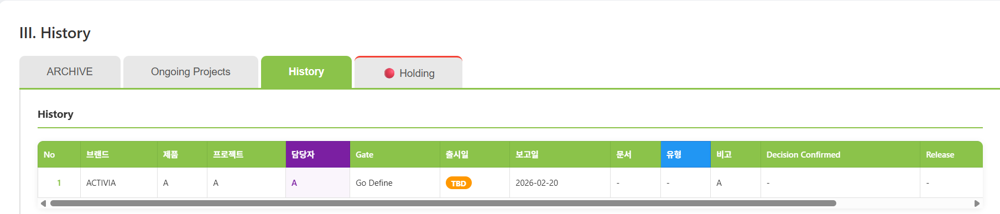 III. History
ARCHIVE Ongoing Projects History Holding
History
No 브랜드 제품 프로젝트 담당자 Gate 출시일 보고일 문서 유형 비고 Decision Confirmed Release
1 ACTIVIA A A A Go Define TBD 2026-02-20 - - A - -